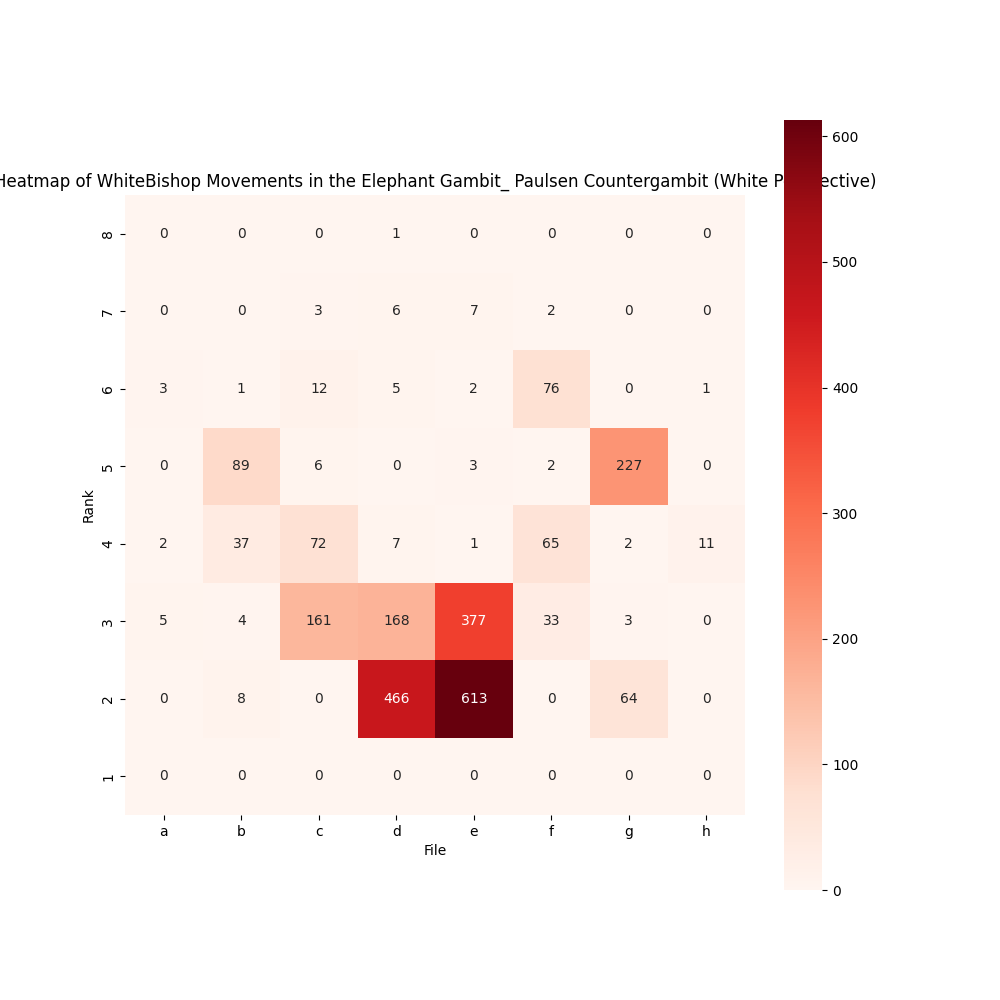 Heatmap of WhiteBishop Movements in the Elephant Gambit_ Paulsen Countergambit (White P ective)
600
500
400
300
200
100
0
8 0 0 0 1 0 0 0 0
7 0 0 3 6 7 2 0 0
6 3 1 12 5 2 76 0 1
5 0 89 6 0 3 2 227 0
4 2 37 72 7 1 65 2 11
3 5 4 161 168 377 33 3 0
2 0 8 0 466 613 0 64 0
1 0 0 0 0 0 0 0 0
a b c d e f g h
File
Rank